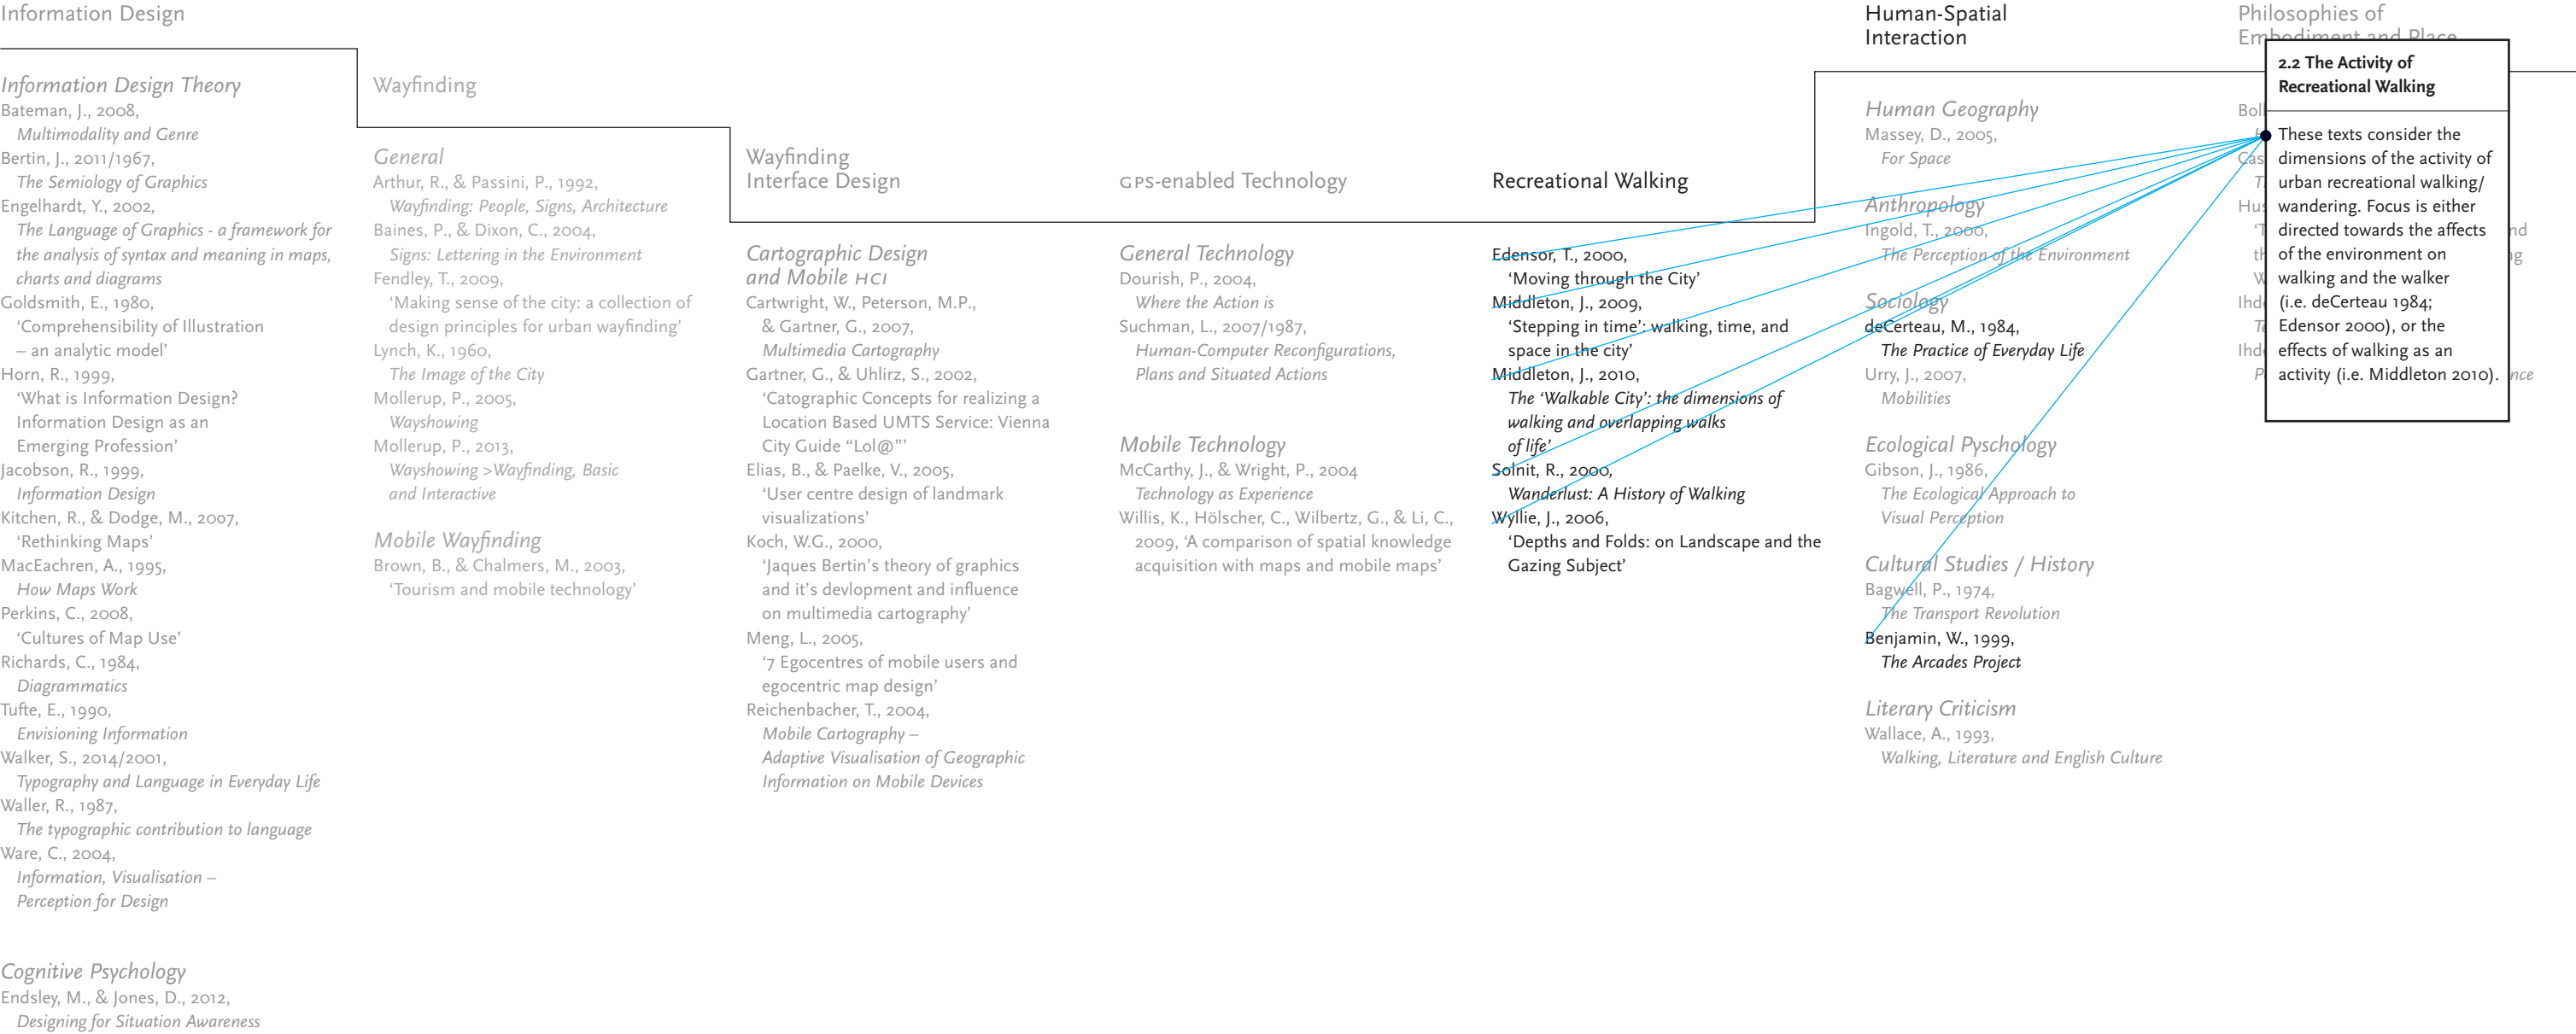 Information Design
Information Design Theory
Bateman, J., 2008,
Multimodality and Genre
Bertin, J., 2011/1967,
The Semiology of Graphics
Engelhardt, Y., 2002,
The Language of Graphics - a framework for
the analysis of syntax and meaning in maps,
charts and diagrams
Goldsmith, E., 1980,
‘Comprehensibility of Illustration
– an analytic model’
Horn, R., 1999,
‘What is Information Design?
Information Design as an
Emerging Profession’
Jacobson, R., 1999,
Information Design
Kitchen, R., & Dodge, M., 2007,
‘Rethinking Maps’
MacEachren, A., 1995,
How Maps Work
Perkins, C., 2008,
‘Cultures of Map Use’
Richards, C., 1984,
Diagrammatics
Tufte, E., 1990,
Envisioning Information
Walker, S., 2014/2001,
Typography and Language in Everyday Life
Waller, R., 1987,
The typographic contribution to language
Ware, C., 2004,
Information, Visualisation –
Perception for Design
Cognitive Psychology
Endsley, M., & Jones, D., 2012,
Designing for Situation Awareness
Wayfinding
General
Arthur, R., & Passini, P., 1992,
Wayfinding: People, Signs, Architecture
Baines, P., & Dixon, C., 2004,
Signs: Lettering in the Environment
Fendley, T., 2009,
‘Making sense of the city: a collection of
design principles for urban wayfinding’
Lynch, K., 1960,
The Image of the City
Mollerup, P., 2005,
Wayshowing
Mollerup, P., 2013,
Wayshowing >Wayfinding, Basic
and Interactive
Mobile Wayfinding
Brown, B., & Chalmers, M., 2003,
‘Tourism and mobile technology’
Wayfinding
Interface Design
Cartographic Design
and Mobile HCI
Cartwright, W., Peterson, M.P.,
& Gartner, G., 2007,
Multimedia Cartography
Gartner, G., & Uhlirz, S., 2002,
‘Catographic Concepts for realizing a
Location Based UMTS Service: Vienna
City Guide “Lol@”’
Elias, B., & Paelke, V., 2005,
‘User centre design of landmark
visualizations’
Koch, W.G., 2000,
‘Jaques Bertin’s theory of graphics
and it’s devlopment and influence
on multimedia cartography’
Meng, L., 2005,
‘7 Egocentres of mobile users and
egocentric map design’
Reichenbacher, T., 2004,
Mobile Cartography –
Adaptive Visualisation of Geographic
Information on Mobile Devices
GPS-enabled Technology
General Technology
Dourish, P., 2004,
Where the Action is
Suchman, L., 2007/1987,
Human-Computer Reconfigurations,
Plans and Situated Actions
Mobile Technology
McCarthy, J., & Wright, P., 2004
Technology as Experience
Willis, K., Hölscher, C., Wilbertz, G., & Li, C.,
2009, ‘A comparison of spatial knowledge
acquisition with maps and mobile maps’
Recreational Walking
Edensor, T., 2000,
‘Moving through the City’
Middleton, J., 2009,
‘Stepping in time’: walking, time, and
space in the city’
Middleton, J., 2010,
The ‘Walkable City’: the dimensions of
walking and overlapping walks
of life’
Solnit, R., 2000,
Wanderlust: A History of Walking
Wyllie, J., 2006,
‘Depths and Folds: on Landscape and the
Gazing Subject’
Human-Spatial
Interaction
Human Geography
Massey, D., 2005,
For Space
Anthropology
Ingold, T., 2000,
The Perception of the Environment
Sociology
deCerteau, M., 1984,
The Practice of Everyday Life
Urry, J., 2007,
Mobilities
Ecological Pyschology
Gibson, J., 1986,
The Ecological Approach to
Visual Perception
Cultural Studies / History
Bagwell, P., 1974,
The Transport Revolution
Benjamin, W., 1999,
The Arcades Project
Literary Criticism
Wallace, A., 1993,
Walking, Literature and English Culture
Philosophies of
Embodiment and Place
2.2 The Activity of
Recreational Walking
These texts consider the
dimensions of the activity of
urban recreational walking/
wandering. Focus is either
directed towards the affects
of the environment on
walking and the walker
(i.e. deCerteau 1984;
Edensor 2000), or the
effects of walking as an
activity (i.e. Middleton 2010).